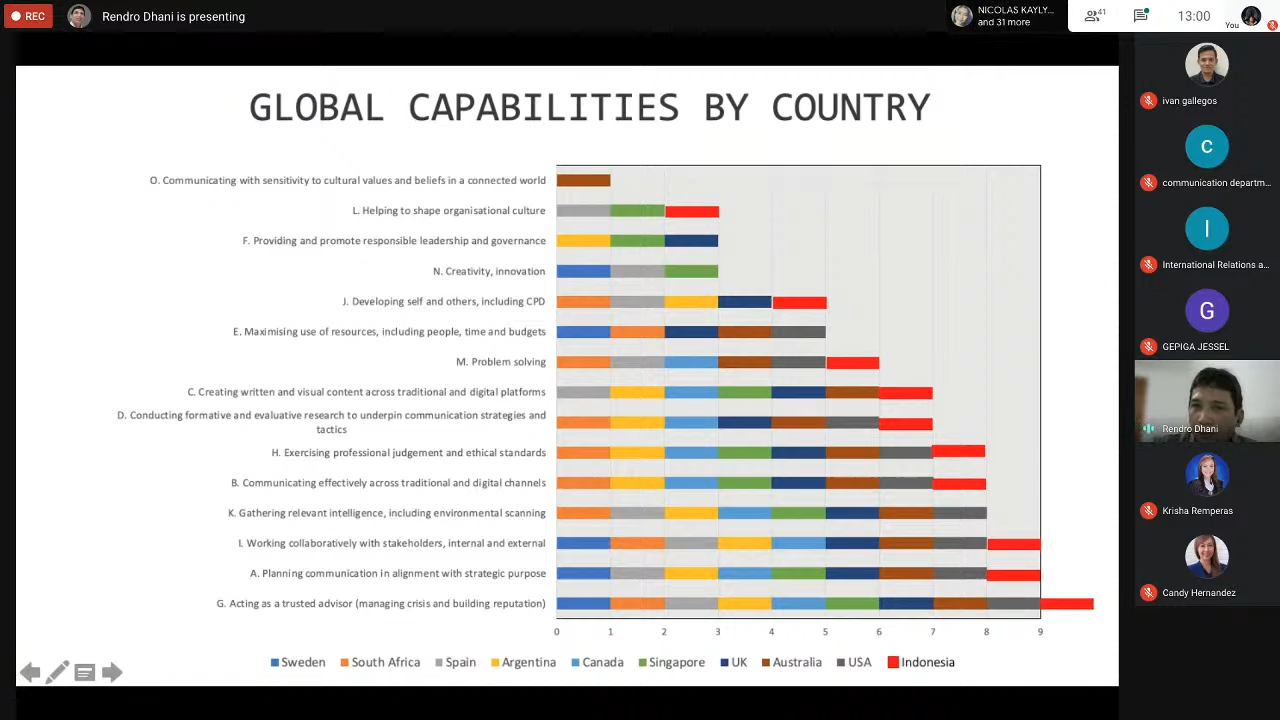 REC
Rendro Dhani is presenting
NICOLAS KAYLY...
and 31 more
41
13:00
You
GLOBAL CAPABILITIES BY COUNTRY
O. Communicating with sensitivity to cultural values and beliefs in a connected world
L. Helping to shape organisational culture
F. Providing and promote responsible leadership and governance
N. Creativity, innovation
J. Developing self and others, including CPD
E. Maximising use of resources, including people, time and budgets
M. Problem solving
C. Creating written and visual content across traditional and digital platforms
D. Conducting formative and evaluative research to underpin communication strategies and
tactics
H. Exercising professional judgement and ethical standards
B. Communicating effectively across traditional and digital channels
K. Gathering relevant intelligence, including environmental scanning
I. Working collaboratively with stakeholders, internal and external
A. Planning communication in alignment with strategic purpose
G. Acting as a trusted advisor (managing crisis and building reputation)
0 1 2 3 4 5 6 7 8 9
Sweden South Africa Spain Argentina Canada Singapore UK Australia USA Indonesia
ivan gallegos
C
communication departm...
I
International Relations a...
G
GEPIGA JESSEL
Rendro Dhani
Krisha Remperas
Candy Hernandez